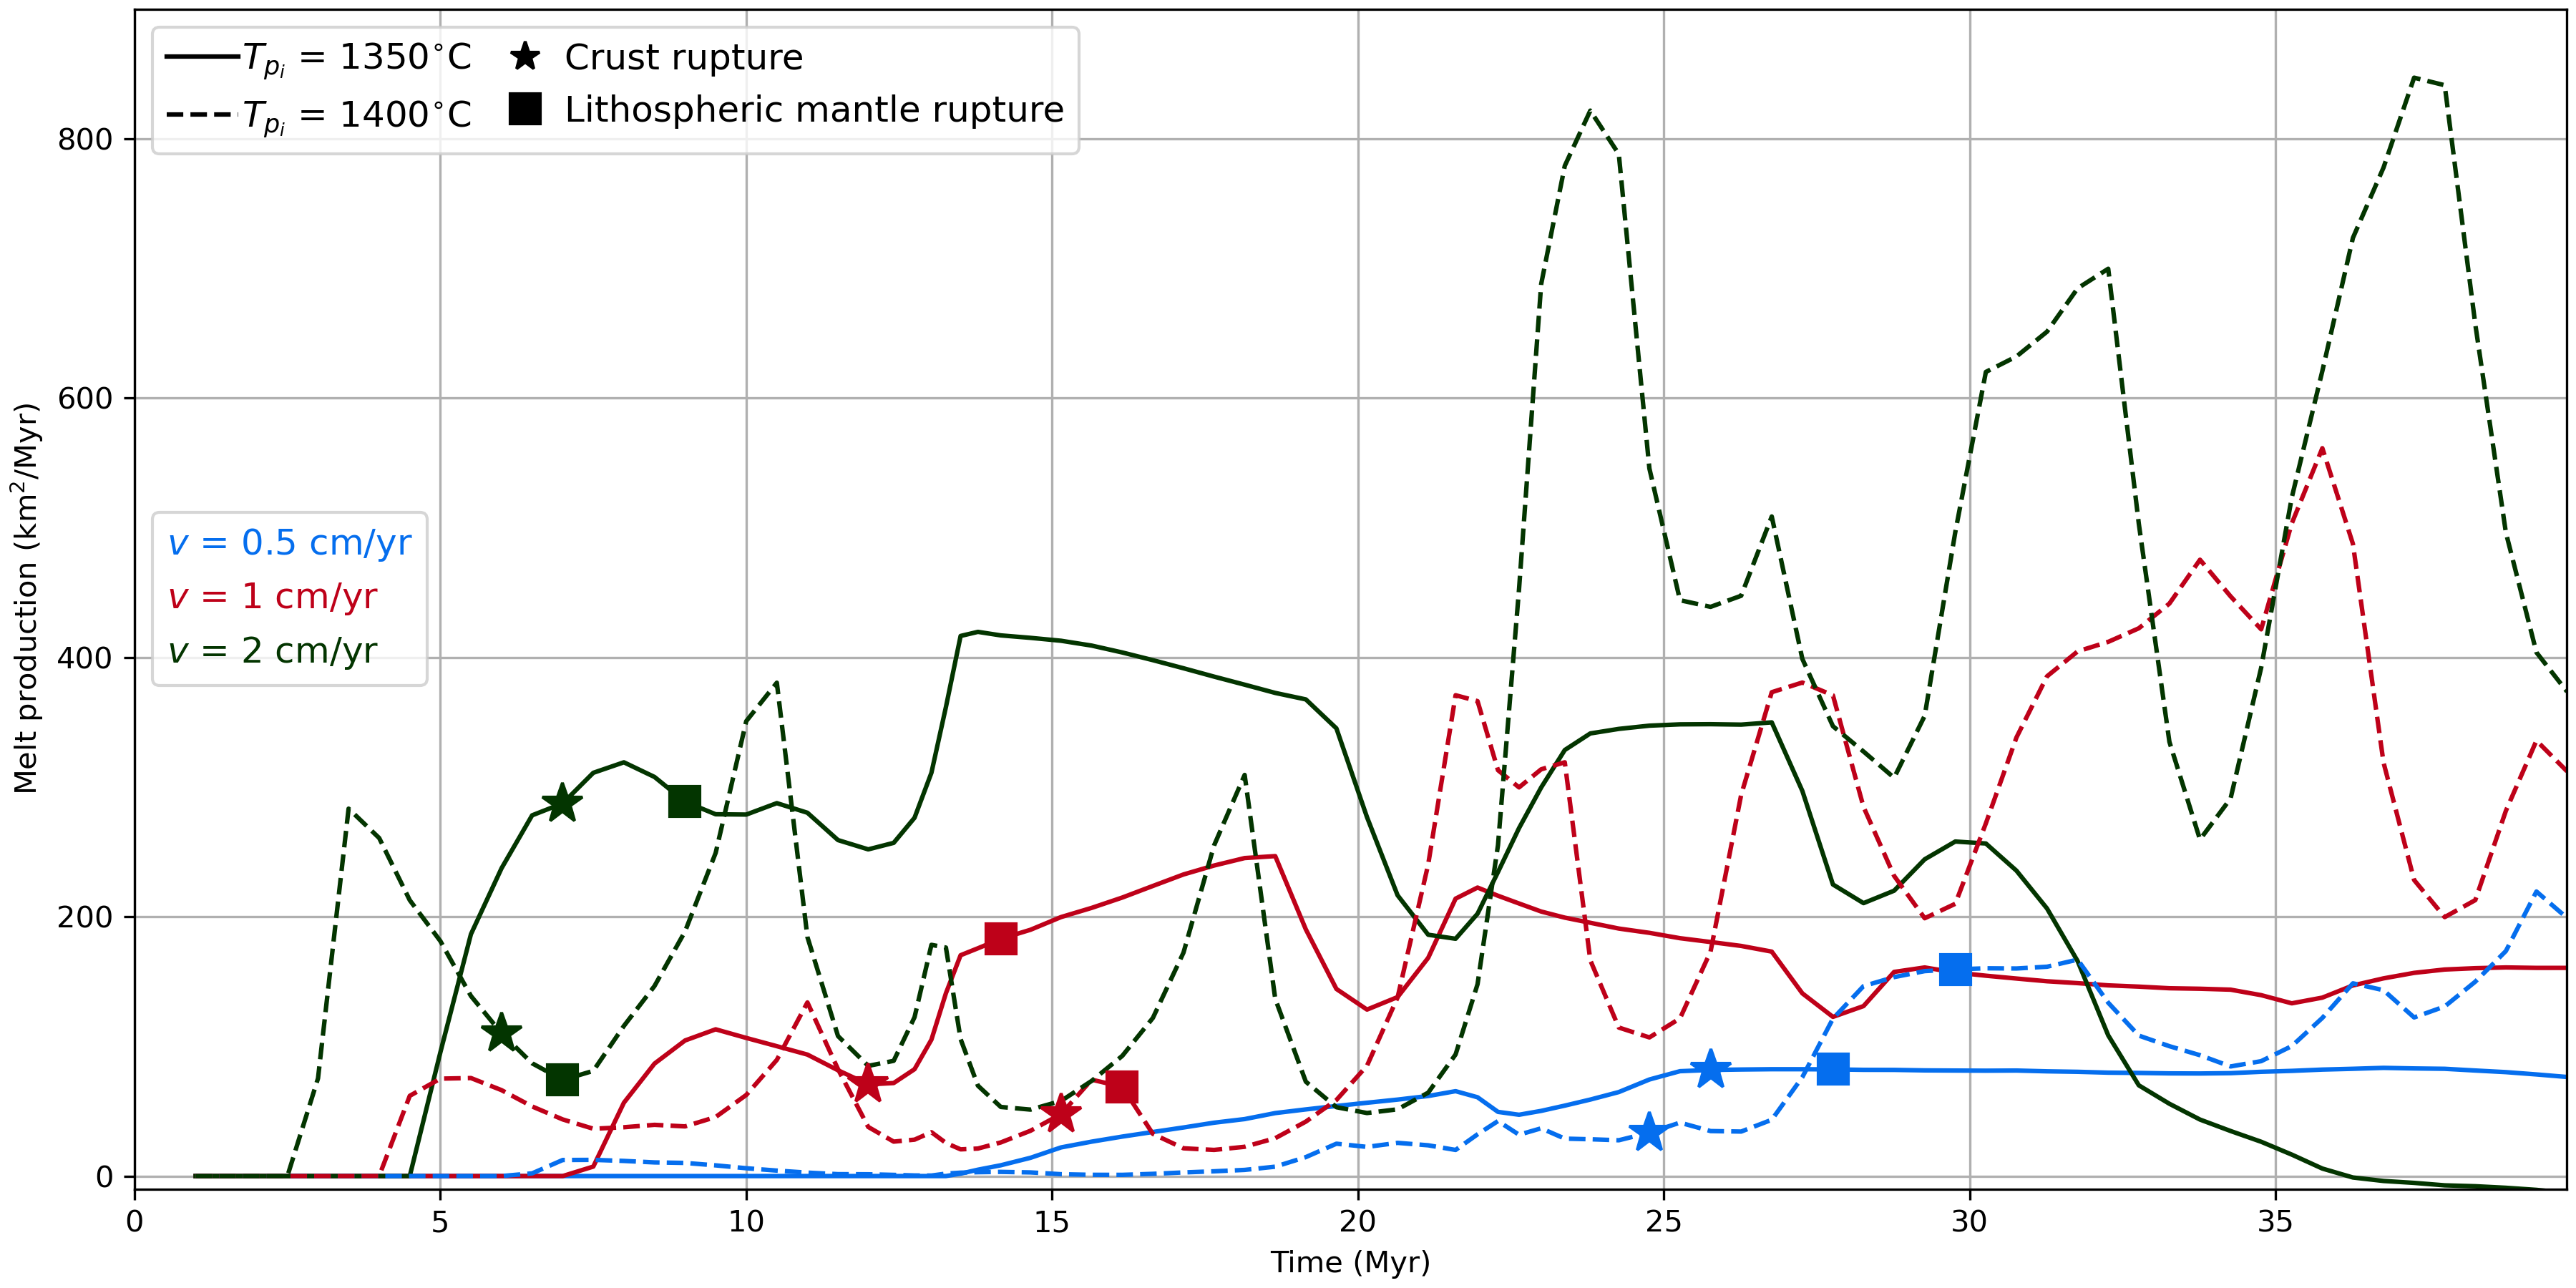 T_{p_i} = 1350°C
T_{p_i} = 1400°C
Crust rupture
Lithospheric mantle rupture
v = 0.5 cm/yr
v = 1 cm/yr
v = 2 cm/yr
Melt production (km²/Myr)
800
600
400
200
0
0 5 10 15 20 25 30 35
Time (Myr)